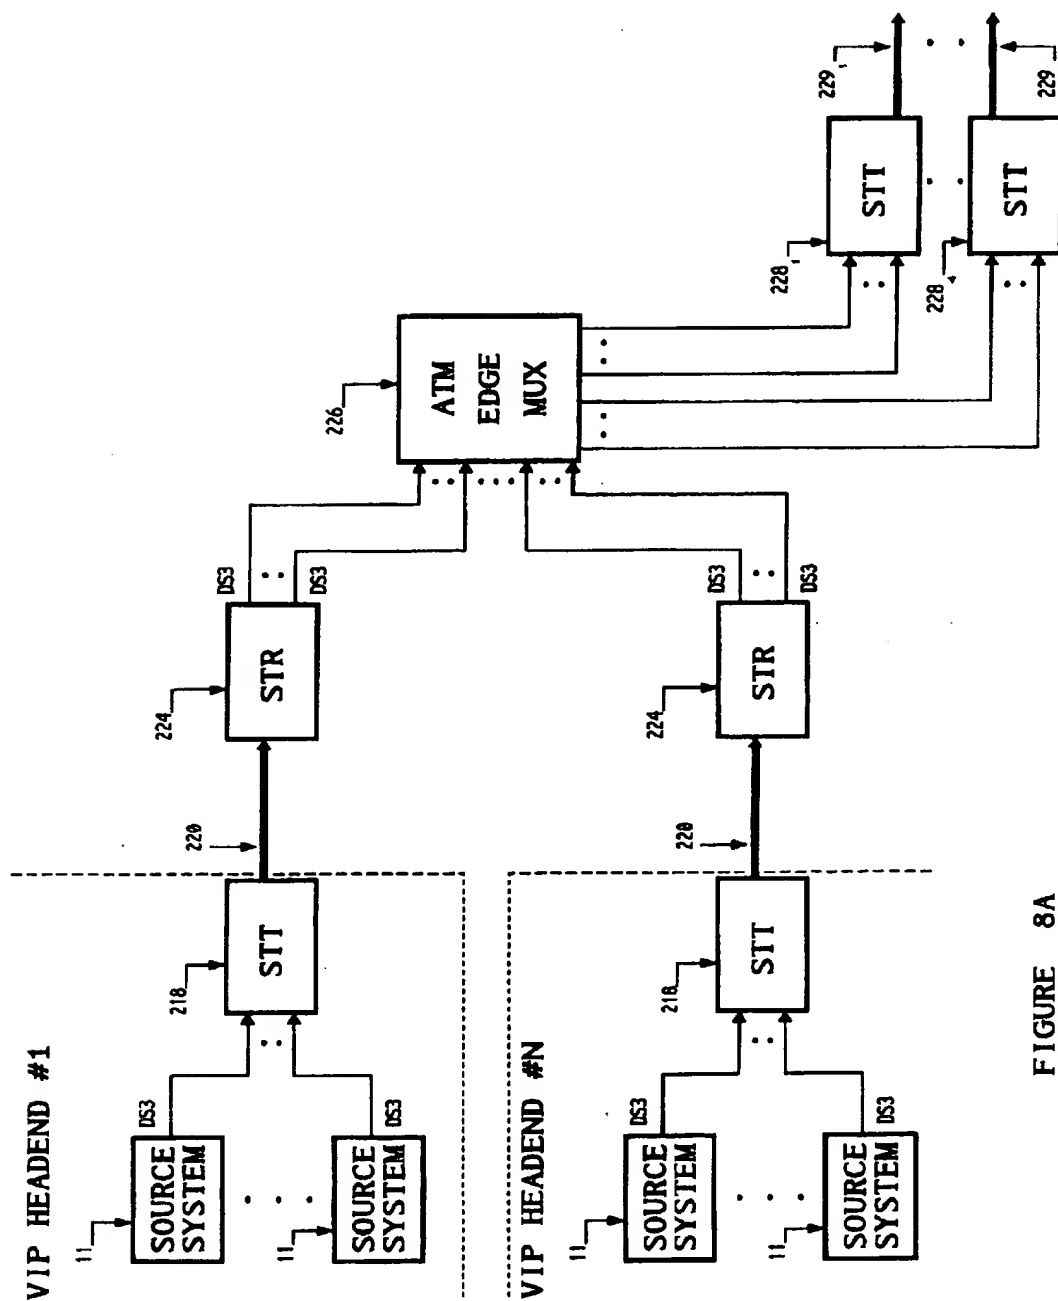 VIP HEADEND #1
11
SOURCE
SYSTEM
DS3
11
SOURCE
SYSTEM
DS3
218
STT
220
224
STR
DS3
DS3
VIP HEADEND #N
11
SOURCE
SYSTEM
DS3
11
SOURCE
SYSTEM
DS3
218
STT
220
224
STR
DS3
DS3
226
ATM
EDGE
MUX
228
STT
229
228
STT
229
FIGURE 8A